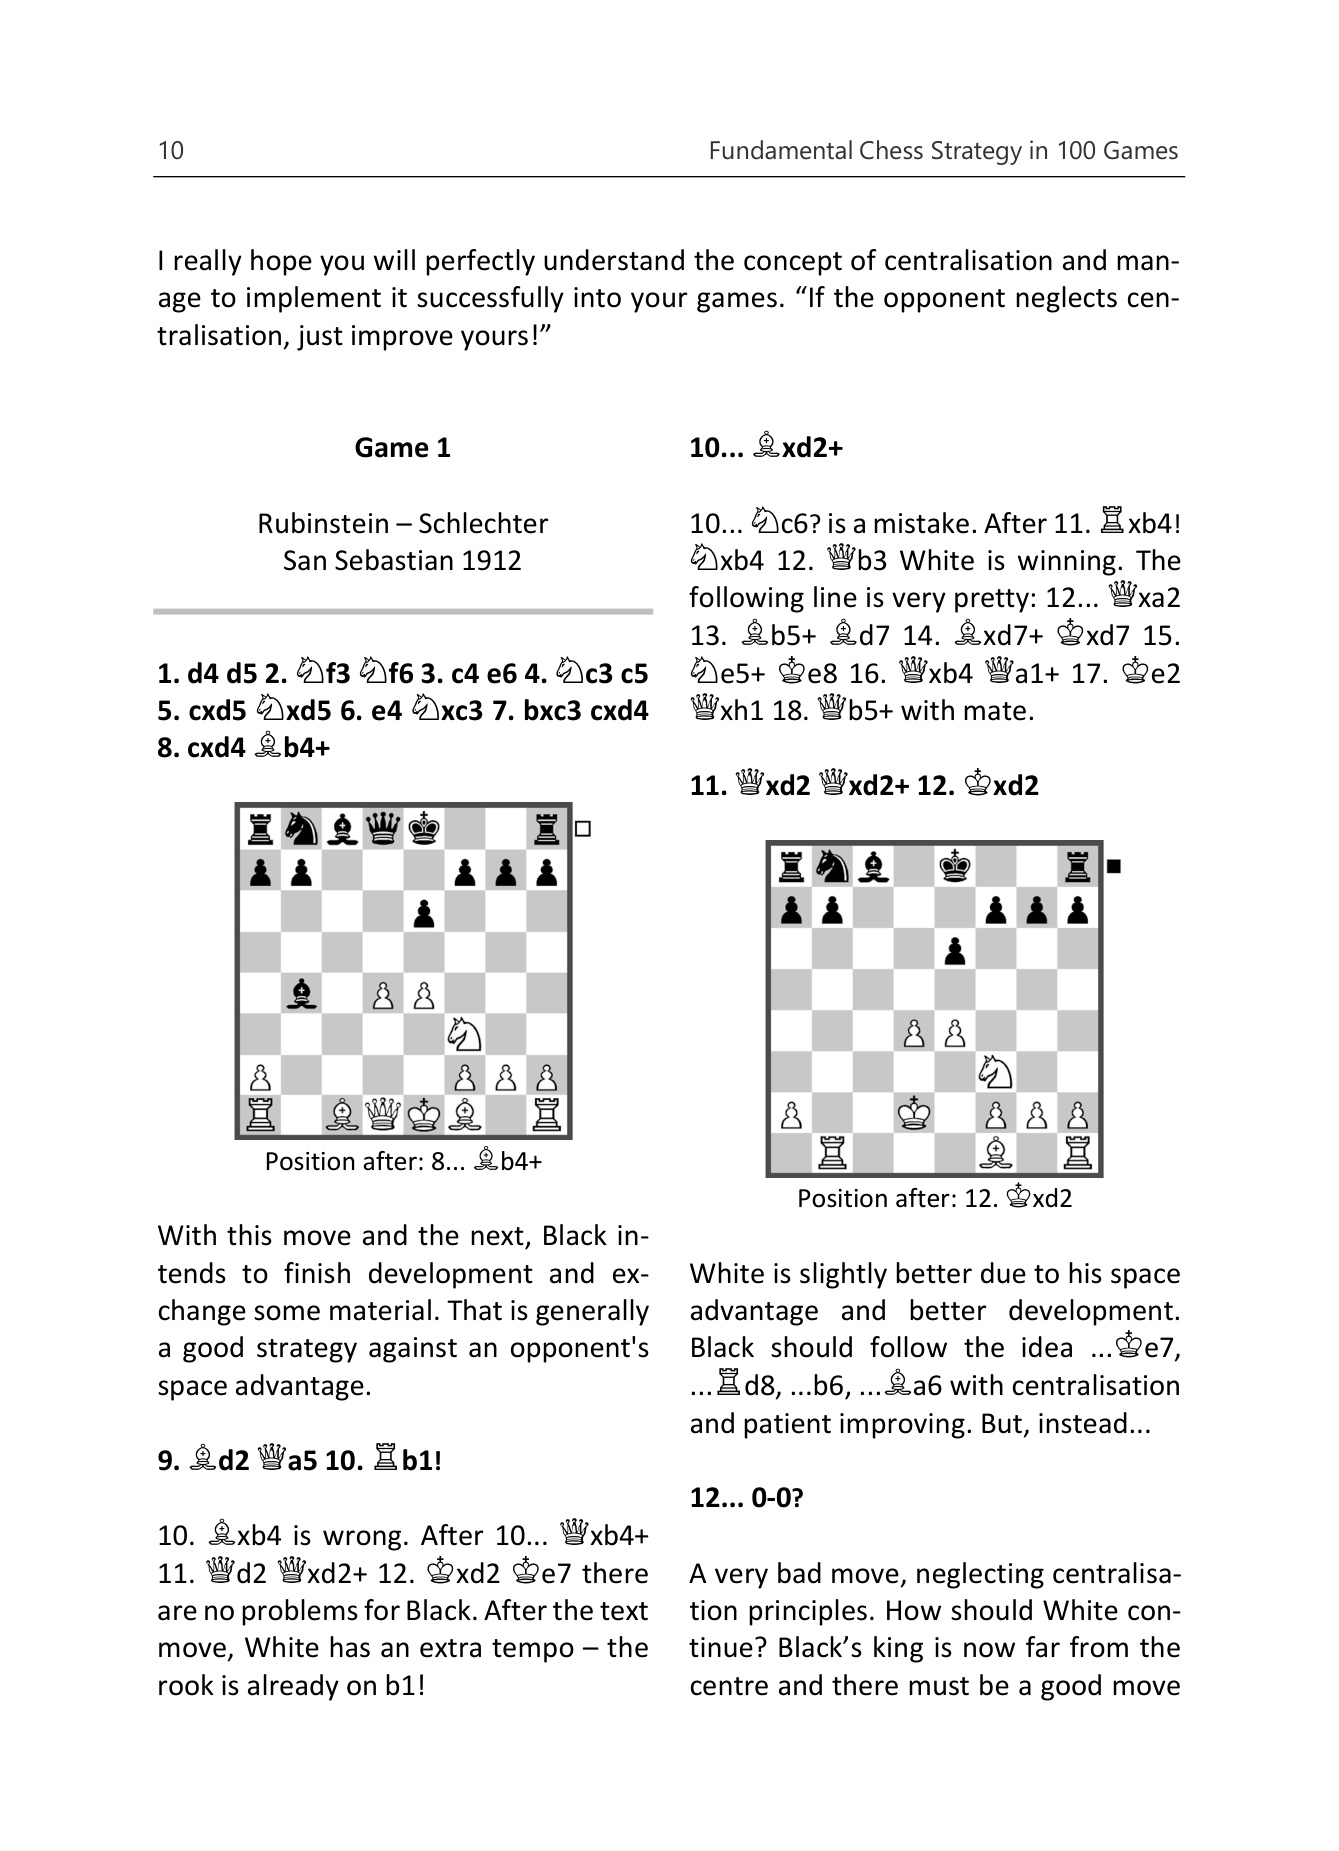 10 Fundamental Chess Strategy in 100 Games
I really hope you will perfectly understand the concept of centralisation and man-
age to implement it successfully into your games. “If the opponent neglects cen-
tralisation, just improve yours!”
Game 1
Rubinstein – Schlechter
San Sebastian 1912
1. d4 d5 2. ♘f3 ♘f6 3. c4 e6 4. ♘c3 c5
5. cxd5 ♘xd5 6. e4 ♘xc3 7. bxc3 cxd4
8. cxd4 ♗b4+
Position after: 8... ♗b4+
With this move and the next, Black in-
tends to finish development and ex-
change some material. That is generally
a good strategy against an opponent's
space advantage.
9. ♗d2 ♕a5 10. ♖b1!
10. ♗xb4 is wrong. After 10... ♕xb4+
11. ♕d2 ♕xd2+ 12. ♔xd2 ♔e7 there
are no problems for Black. After the text
move, White has an extra tempo – the
rook is already on b1!
10... ♗xd2+
10... ♘c6? is a mistake. After 11. ♖xb4!
♘xb4 12. ♕b3 White is winning. The
following line is very pretty: 12... ♕xa2
13. ♗b5+ ♗d7 14. ♗xd7+ ♔xd7 15.
♘e5+ ♔e8 16. ♕xb4 ♕a1+ 17. ♔e2
♕xh1 18. ♕b5+ with mate.
11. ♕xd2 ♕xd2+ 12. ♔xd2
Position after: 12. ♔xd2
White is slightly better due to his space
advantage and better development.
Black should follow the idea ...♔e7,
...♖d8, ...b6, ...♗a6 with centralisation
and patient improving. But, instead...
12... 0-0?
A very bad move, neglecting centralisa-
tion principles. How should White con-
tinue? Black’s king is now far from the
centre and there must be a good move